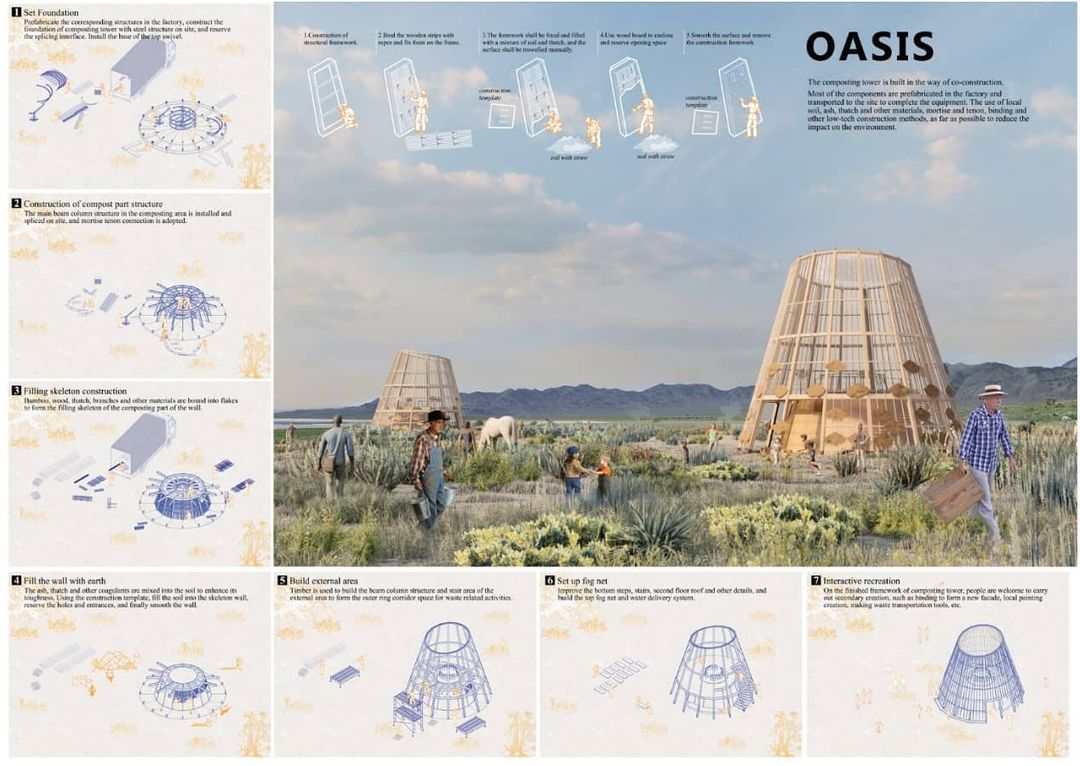 1 Set Foundation
Prefabricate the corresponding structures in the factory, construct the
foundation of composting tower with steel structure on site, and reserve
the splicing interface. Install the base of the top swivel.
2 Construction of compost part structure
The main beam column structure in the composting area is installed and
spliced on site, and mortise tenon connection is adopted.
3 Filling skeleton construction
Bamboo, wood, thatch, branches and other materials are bound into flakes
to form the filling skeleton of the composting part of the wall.
1.Construction of
structural framework.
2.Bind the wooden strips with
ropes and fix them on the frame.
3.The formwork shall be fixed and filled
with a mixture of soil and thatch, and the
surface shall be trowelled manually.
4.Use wood board to enclose
and reserve opening space
5.Smooth the surface and remove
the construction formwork
construction
template
soil with straw
soil with straw
construction
template
OASIS
The composting tower is built in the way of co-construction.
Most of the components are prefabricated in the factory and
transported to the site to complete the equipment. The use of local
soil, ash, thatch and other materials, mortise and tenon, binding and
other low-tech construction methods, as far as possible to reduce the
impact on the environment.
4 Fill the wall with earth
The ash, thatch and other coagulants are mixed into the soil to enhance its
toughness. Using the construction template, fill the soil into the skeleton wall,
reserve the holes and entrances, and finally smooth the wall.
5 Build external area
Timber is used to build the beam column structure and stair area of the
external area to form the outer ring corridor space for waste related activities.
6 Set up fog net
Improve the bottom steps, stairs, second floor roof and other details, and
build the top fog net and water delivery system.
7 Interactive recreation
On the finished framework of composting tower, people are welcome to carry
out secondary creation, such as binding to form a new facade, local painting
creation, making waste transportation tools, etc.